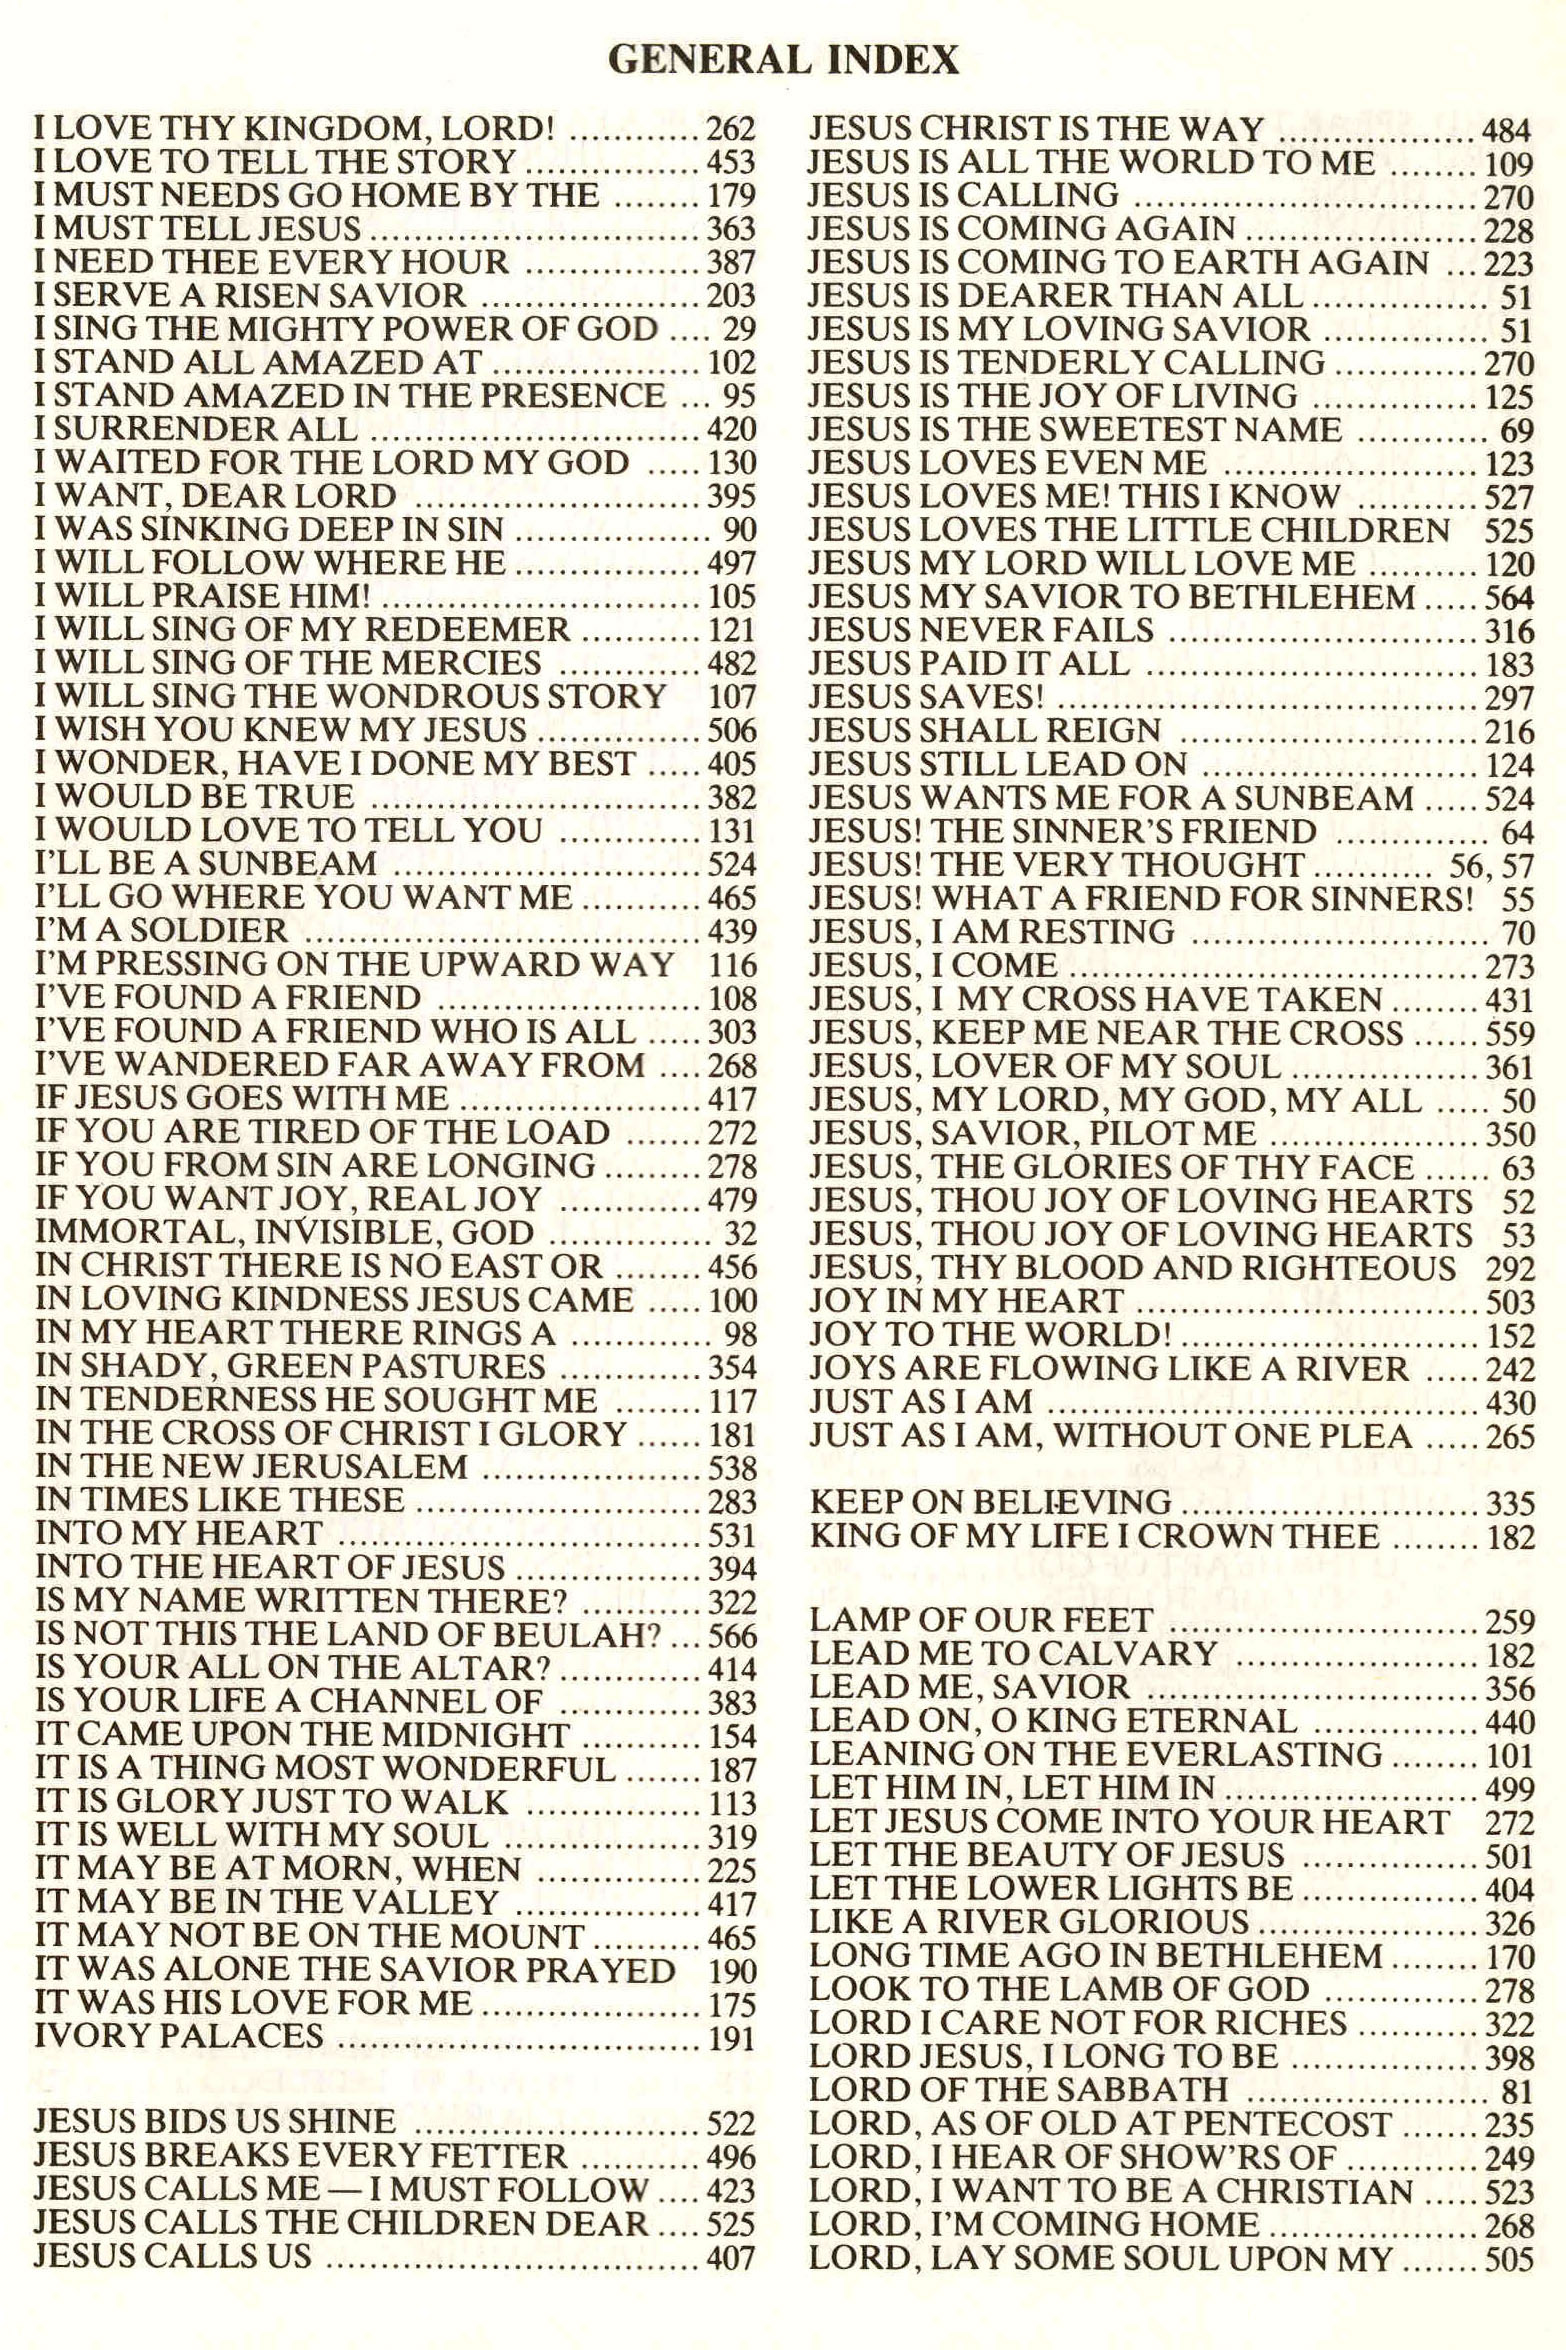 GENERAL INDEX
I LOVE THY KINGDOM, LORD! ............ 262
I LOVE TO TELL THE STORY ................ 453
I MUST NEEDS GO HOME BY THE ........ 179
I MUST TELL JESUS .............................. 363
I NEED THEE EVERY HOUR ................ 387
I SERVE A RISEN SAVIOR .................... 203
I SING THE MIGHTY POWER OF GOD .... 29
I STAND ALL AMAZED AT ................... 102
I STAND AMAZED IN THE PRESENCE ... 95
I SURRENDER ALL .............................. 420
I WAITED FOR THE LORD MY GOD ..... 130
I WANT, DEAR LORD .......................... 395
I WAS SINKING DEEP IN SIN .................. 90
I WILL FOLLOW WHERE HE ................. 497
I WILL PRAISE HIM! ............................. 105
I WILL SING OF MY REDEEMER ........... 121
I WILL SING OF THE MERCIES ............. 482
I WILL SING THE WONDROUS STORY 107
I WISH YOU KNEW MY JESUS ............... 506
I WONDER, HAVE I DONE MY BEST ..... 405
I WOULD BE TRUE .............................. 382
I WOULD LOVE TO TELL YOU ............. 131
I'LL BE A SUNBEAM ............................ 524
I'LL GO WHERE YOU WANT ME ........... 465
I'M A SOLDIER .................................... 439
I'M PRESSING ON THE UPWARD WAY 116
I'VE FOUND A FRIEND ........................ 108
I'VE FOUND A FRIEND WHO IS ALL ..... 303
I'VE WANDERED FAR AWAY FROM .... 268
IF JESUS GOES WITH ME ...................... 417
IF YOU ARE TIRED OF THE LOAD ....... 272
IF YOU FROM SIN ARE LONGING ......... 278
IF YOU WANT JOY, REAL JOY ............. 479
IMMORTAL, INVISIBLE, GOD ............... 32
IN CHRIST THERE IS NO EAST OR ........ 456
IN LOVING KINDNESS JESUS CAME ..... 100
IN MY HEART THERE RINGS A ............. 98
IN SHADY, GREEN PASTURES ............. 354
IN TENDERNESS HE SOUGHT ME ........ 117
IN THE CROSS OF CHRIST I GLORY ...... 181
IN THE NEW JERUSALEM .................... 538
IN TIMES LIKE THESE .......................... 283
INTO MY HEART ................................. 531
INTO THE HEART OF JESUS ................. 394
IS MY NAME WRITTEN THERE? ........... 322
IS NOT THIS THE LAND OF BEULAH? ... 566
IS YOUR ALL ON THE ALTAR? ............. 414
IS YOUR LIFE A CHANNEL OF ............. 383
IT CAME UPON THE MIDNIGHT ........... 154
IT IS A THING MOST WONDERFUL ....... 187
IT IS GLORY JUST TO WALK ................ 113
IT IS WELL WITH MY SOUL .................. 319
IT MAY BE AT MORN, WHEN ............... 225
IT MAY BE IN THE VALLEY ................. 417
IT MAY NOT BE ON THE MOUNT .......... 465
IT WAS ALONE THE SAVIOR PRAYED 190
IT WAS HIS LOVE FOR ME .................... 175
IVORY PALACES ................................. 191
JESUS BIDS US SHINE .......................... 522
JESUS BREAKS EVERY FETTER ........... 496
JESUS CALLS ME — I MUST FOLLOW .... 423
JESUS CALLS THE CHILDREN DEAR .... 525
JESUS CALLS US .................................. 407
JESUS CHRIST IS THE WAY .................. 484
JESUS IS ALL THE WORLD TO ME ........ 109
JESUS IS CALLING ............................... 270
JESUS IS COMING AGAIN ..................... 228
JESUS IS COMING TO EARTH AGAIN ... 223
JESUS IS DEARER THAN ALL ................ 51
JESUS IS MY LOVING SAVIOR ............... 51
JESUS IS TENDERLY CALLING ............. 270
JESUS IS THE JOY OF LIVING ............... 125
JESUS IS THE SWEETEST NAME ............ 69
JESUS LOVES EVEN ME ....................... 123
JESUS LOVES ME! THIS I KNOW ........... 527
JESUS LOVES THE LITTLE CHILDREN 525
JESUS MY LORD WILL LOVE ME .......... 120
JESUS MY SAVIOR TO BETHLEHEM ..... 564
JESUS NEVER FAILS ............................ 316
JESUS PAID IT ALL .............................. 183
JESUS SAVES! ...................................... 297
JESUS SHALL REIGN ........................... 216
JESUS STILL LEAD ON ......................... 124
JESUS WANTS ME FOR A SUNBEAM ..... 524
JESUS! THE SINNER'S FRIEND .............. 64
JESUS! THE VERY THOUGHT ........... 56, 57
JESUS! WHAT A FRIEND FOR SINNERS! 55
JESUS, I AM RESTING ........................... 70
JESUS, I COME ..................................... 273
JESUS, I MY CROSS HAVE TAKEN ........ 431
JESUS, KEEP ME NEAR THE CROSS ...... 559
JESUS, LOVER OF MY SOUL ................. 361
JESUS, MY LORD, MY GOD, MY ALL ..... 50
JESUS, SAVIOR, PILOT ME ................... 350
JESUS, THE GLORIES OF THY FACE ...... 63
JESUS, THOU JOY OF LOVING HEARTS 52
JESUS, THOU JOY OF LOVING HEARTS 53
JESUS, THY BLOOD AND RIGHTEOUS 292
JOY IN MY HEART ............................... 503
JOY TO THE WORLD! ........................... 152
JOYS ARE FLOWING LIKE A RIVER ..... 242
JUST AS I AM ....................................... 430
JUST AS I AM, WITHOUT ONE PLEA ..... 265
KEEP ON BELIEVING ........................... 335
KING OF MY LIFE I CROWN THEE ........ 182
LAMP OF OUR FEET ............................ 259
LEAD ME TO CALVARY ...................... 182
LEAD ME, SAVIOR .............................. 356
LEAD ON, O KING ETERNAL ............... 440
LEANING ON THE EVERLASTING ........ 101
LET HIM IN, LET HIM IN ....................... 499
LET JESUS COME INTO YOUR HEART 272
LET THE BEAUTY OF JESUS ................ 501
LET THE LOWER LIGHTS BE ................ 404
LIKE A RIVER GLORIOUS .................... 326
LONG TIME AGO IN BETHLEHEM ........ 170
LOOK TO THE LAMB OF GOD .............. 278
LORD I CARE NOT FOR RICHES ........... 322
LORD JESUS, I LONG TO BE ................. 398
LORD OF THE SABBATH ...................... 81
LORD, AS OF OLD AT PENTECOST ....... 235
LORD, I HEAR OF SHOW'RS OF ............ 249
LORD, I WANT TO BE A CHRISTIAN ..... 523
LORD, I'M COMING HOME ................... 268
LORD, LAY SOME SOUL UPON MY ....... 505